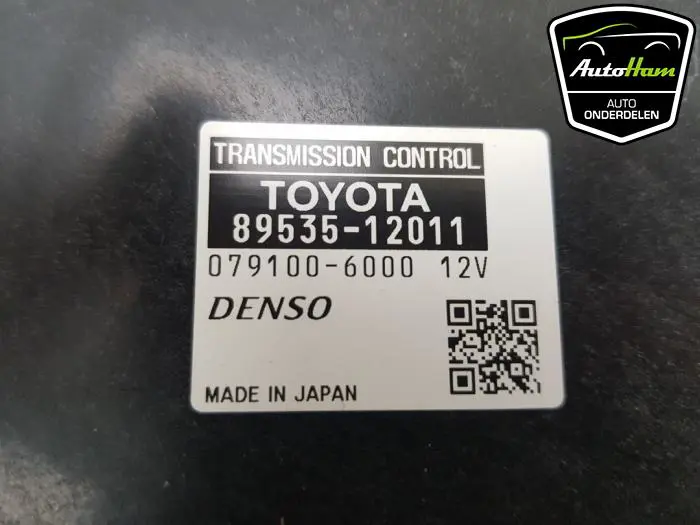 AutoHam
AUTO
ONDERDELEN
TRANSMISSION CONTROL
TOYOTA
89535-12011
079100-6000 12V
DENSO
MADE IN JAPAN